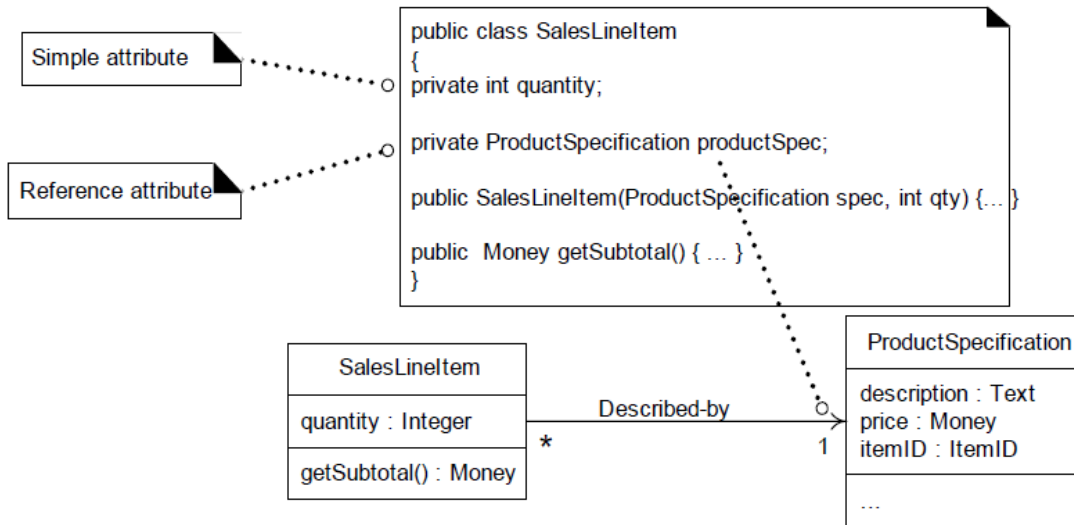 Simple attribute
Reference attribute
public class SalesLineItem
{
private int quantity;
private ProductSpecification productSpec;
public SalesLineItem(ProductSpecification spec, int qty) {... }
public  Money getSubtotal() { ... }
}
SalesLineItem
quantity : Integer
getSubtotal() : Money
Described-by
*
1
ProductSpecification
description : Text
price : Money
itemID : ItemID
...